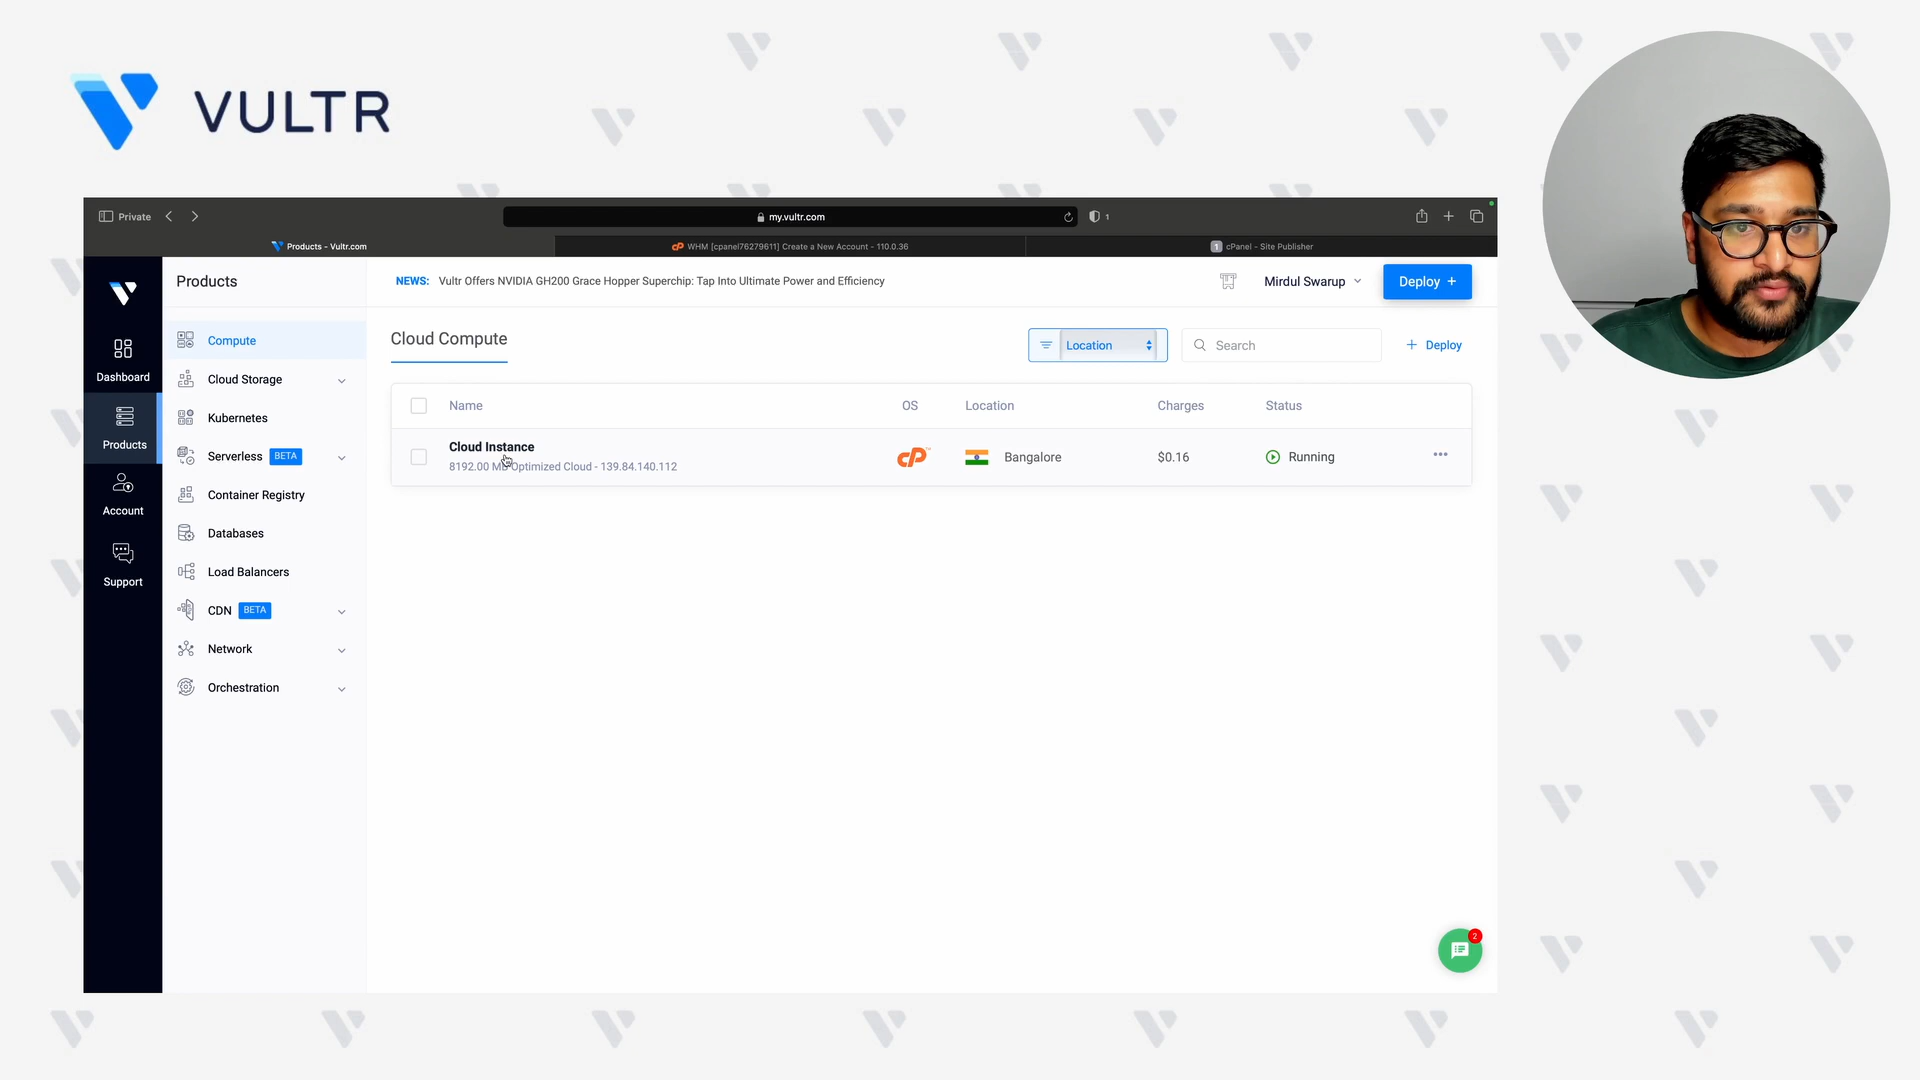 VULTR
Private
my.vultr.com
1
Products - Vultr.com
WHM [cpanel76279611] Create a New Account - 110.0.36
1 cPanel - Site Publisher
Products
NEWS: Vultr Offers NVIDIA GH200 Grace Hopper Superchip: Tap Into Ultimate Power and Efficiency
Mirdul Swarup
Deploy +
Dashboard
Products
Account
Support
Compute
Cloud Storage
Kubernetes
Serverless BETA
Container Registry
Databases
Load Balancers
CDN BETA
Network
Orchestration
Cloud Compute
Location
Search
+ Deploy
Name OS Location Charges Status
Cloud Instance
8192.00 MB Optimized Cloud - 139.84.140.112
cP Bangalore $0.16 Running
2